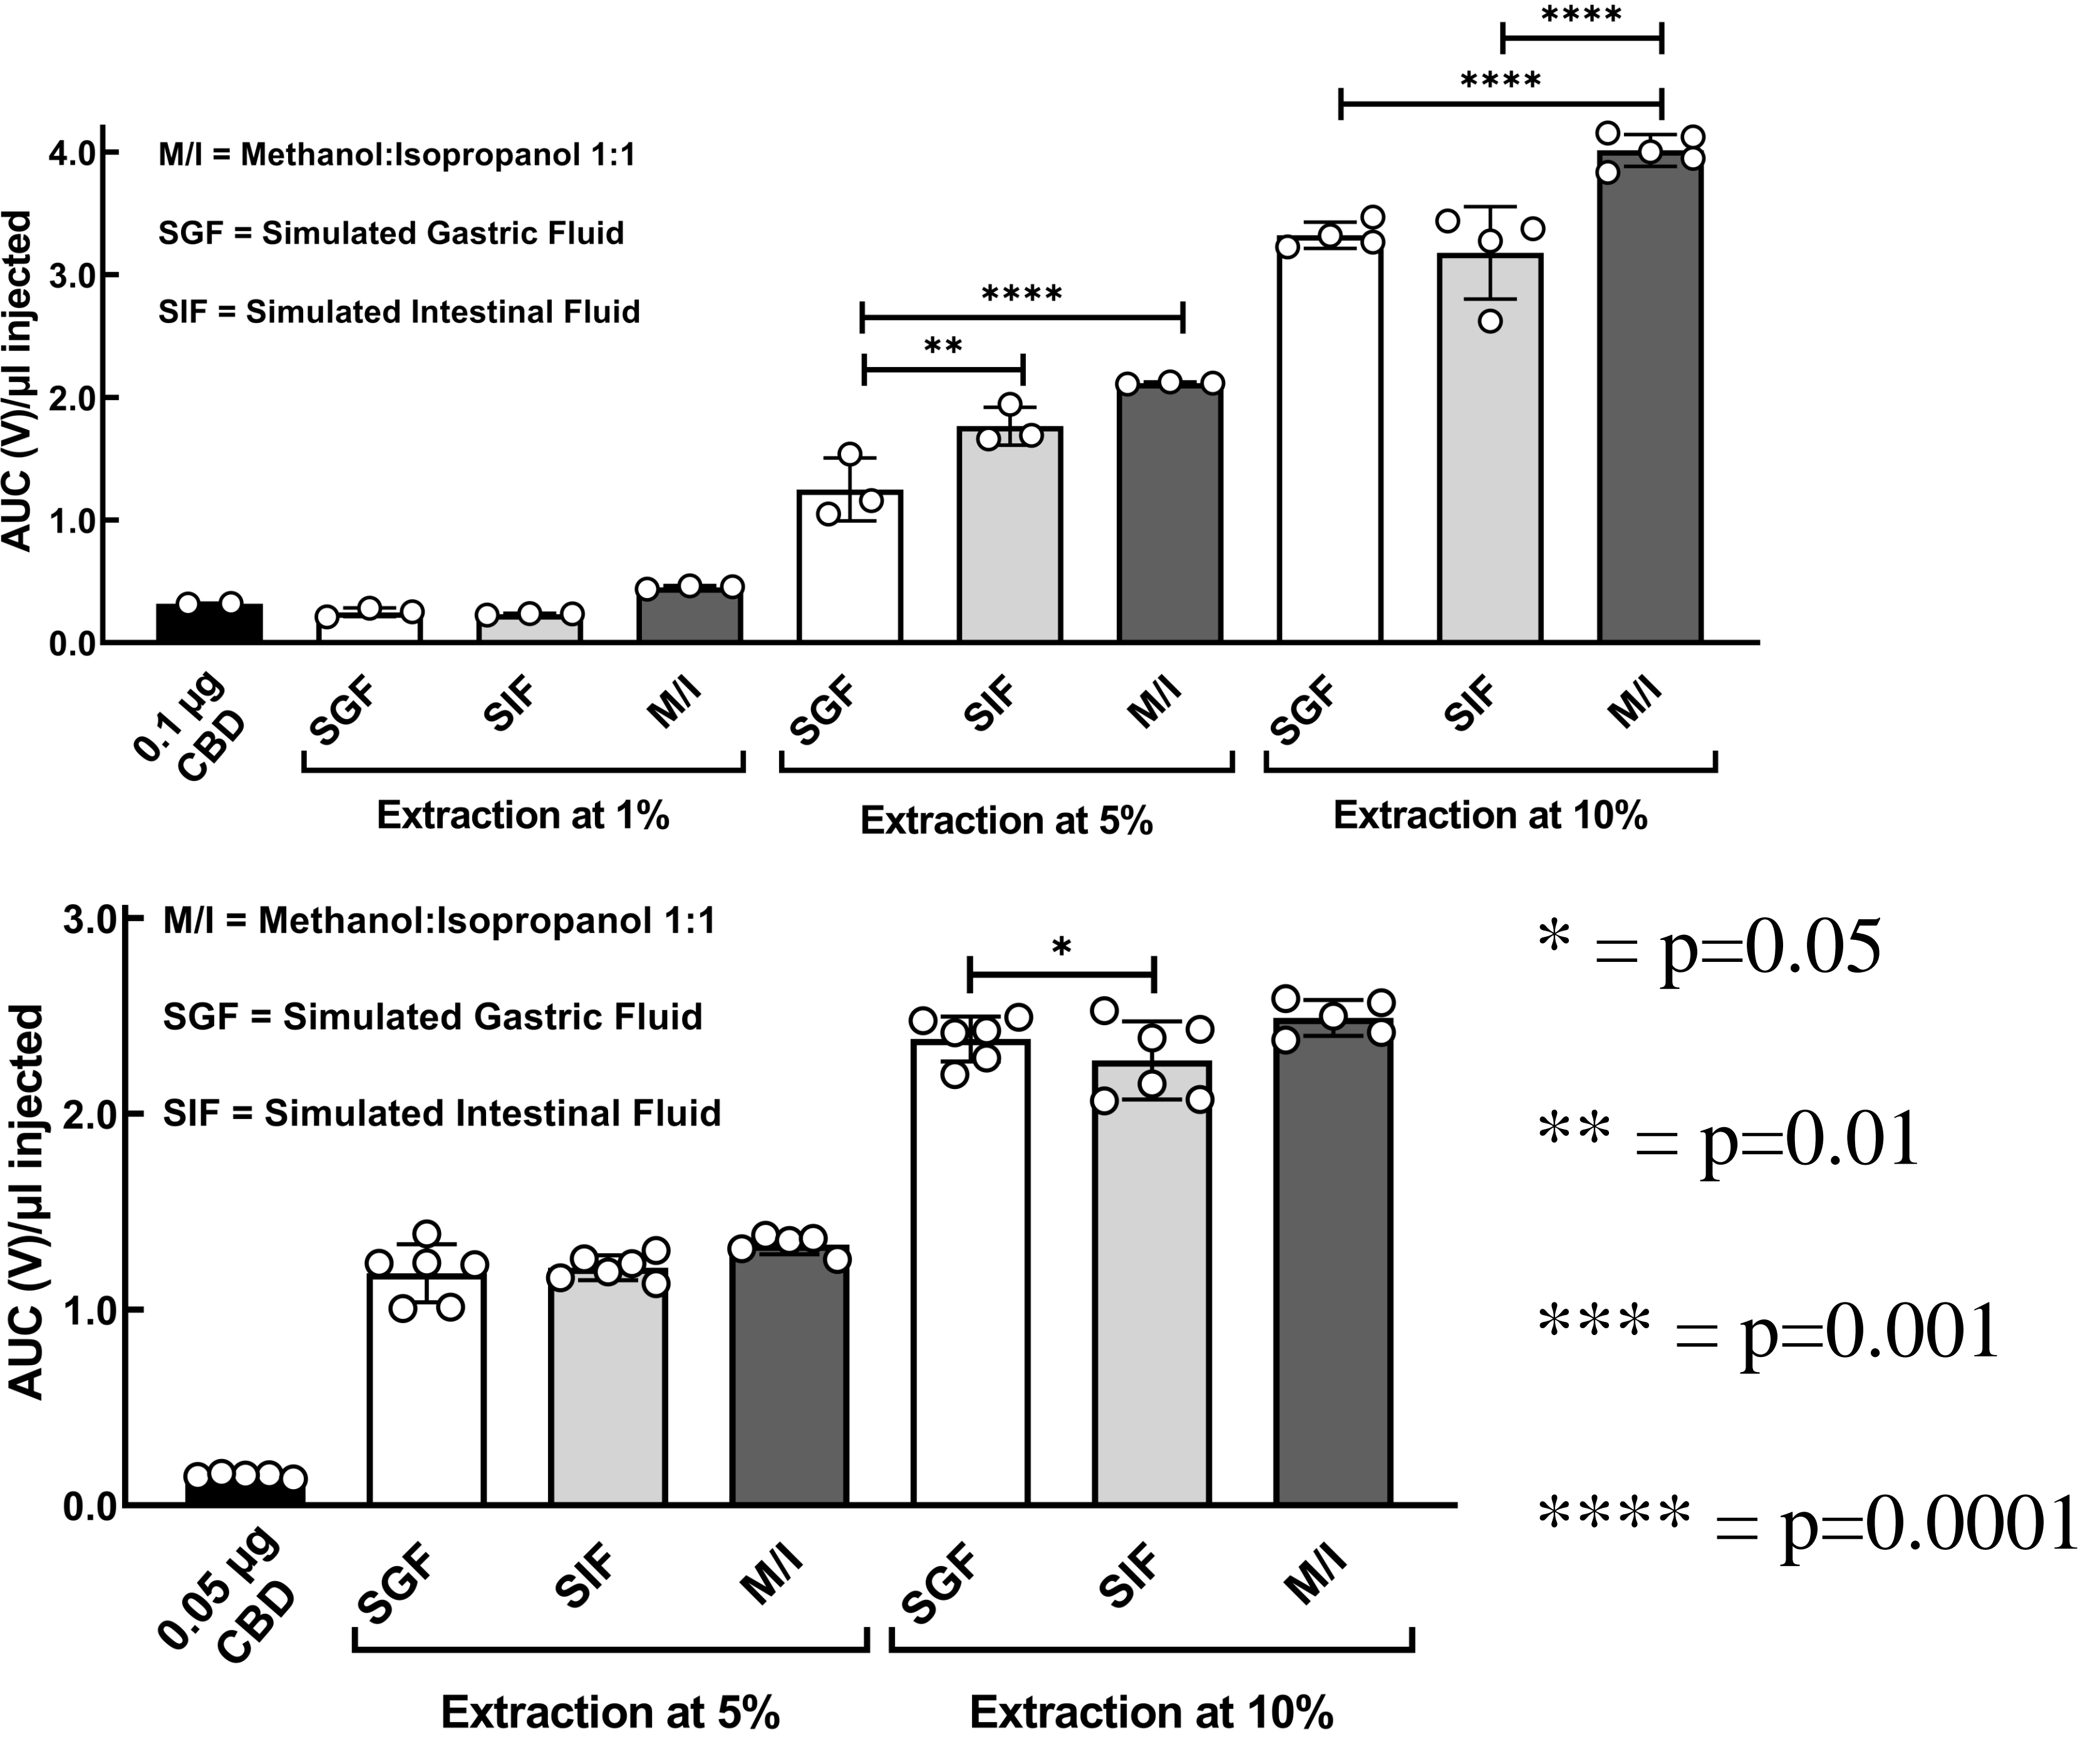 ****
****
4.0
M/I = Methanol:Isopropanol 1:1
SGF = Simulated Gastric Fluid
3.0
SIF = Simulated Intestinal Fluid
****
**
2.0
1.0
0.0
AUC (V)/µl injected
0.1 µg
CBD
SGF
SIF
M/I
SGF
SIF
M/I
SGF
SIF
M/I
Extraction at 1%
Extraction at 5%
Extraction at 10%
3.0
M/I = Methanol:Isopropanol 1:1
*
SGF = Simulated Gastric Fluid
2.0
SIF = Simulated Intestinal Fluid
1.0
0.0
AUC (V)/µl injected
0.05 µg
CBD
SGF
SIF
M/I
SGF
SIF
M/I
Extraction at 5%
Extraction at 10%
* = p=0.05
** = p=0.01
*** = p=0.001
**** = p=0.0001